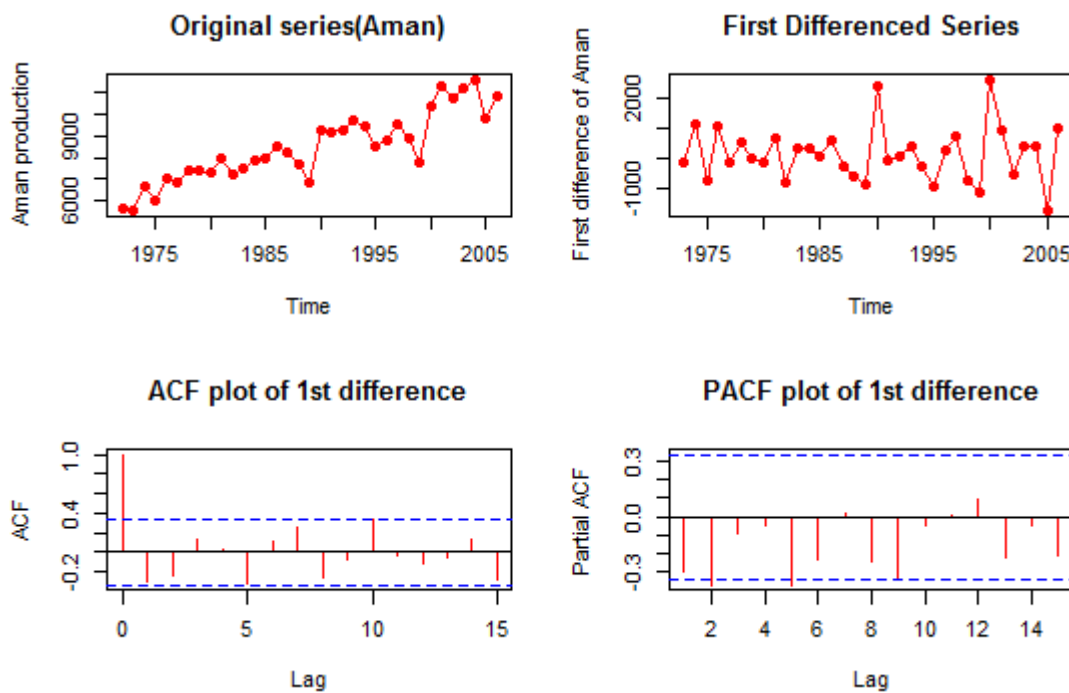 Original series(Aman)
Aman production
6000
9000
1975
1985
1995
2005
Time
First Differenced Series
First difference of Aman
-1000
2000
1975
1985
1995
2005
Time
ACF plot of 1st difference
ACF
-0.2
0.4
1.0
0
5
10
15
Lag
PACF plot of 1st difference
Partial ACF
-0.3
0.0
0.3
2
4
6
8
10
12
14
Lag